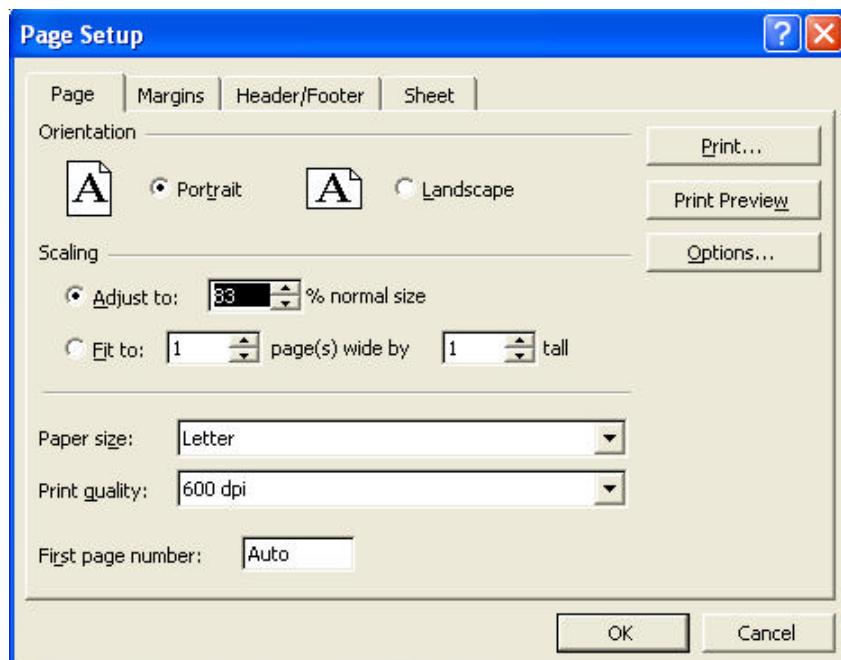 Page Setup
Page Margins Header/Footer Sheet
Orientation
Print...
A Portrait A Landscape
Print Preview
Scaling
Options...
Adjust to: 83 % normal size
Fit to: 1 page(s) wide by 1 tall
Paper size: Letter
Print quality: 600 dpi
First page number: Auto
OK Cancel